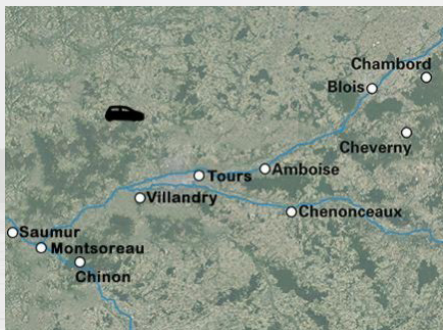 Chambord
Blois
Cheverny
Amboise
Tours
Villandry
Chenonceaux
Saumur
Montsoreau
Chinon